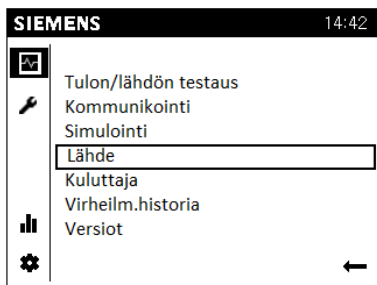 SIEMENS 14:42
Tulon/lähdön testaus
Kommunikointi
Simulointi
Lähde
Kuluttaja
Virheilm.historia
Versiot